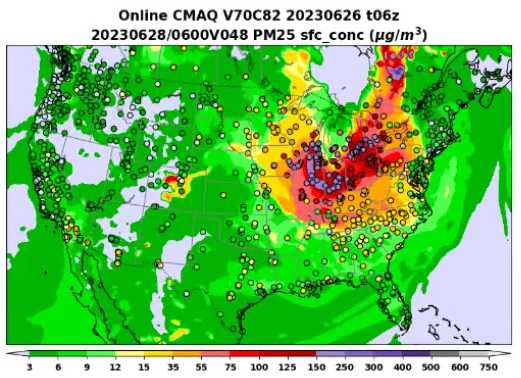 Online CMAQ V70C82 20230626 t06z
20230628/0600V048 PM25 sfc_conc (μg/m³)
3 6 9 12 15 35 55 75 100 125 150 250 300 400 500 600 750